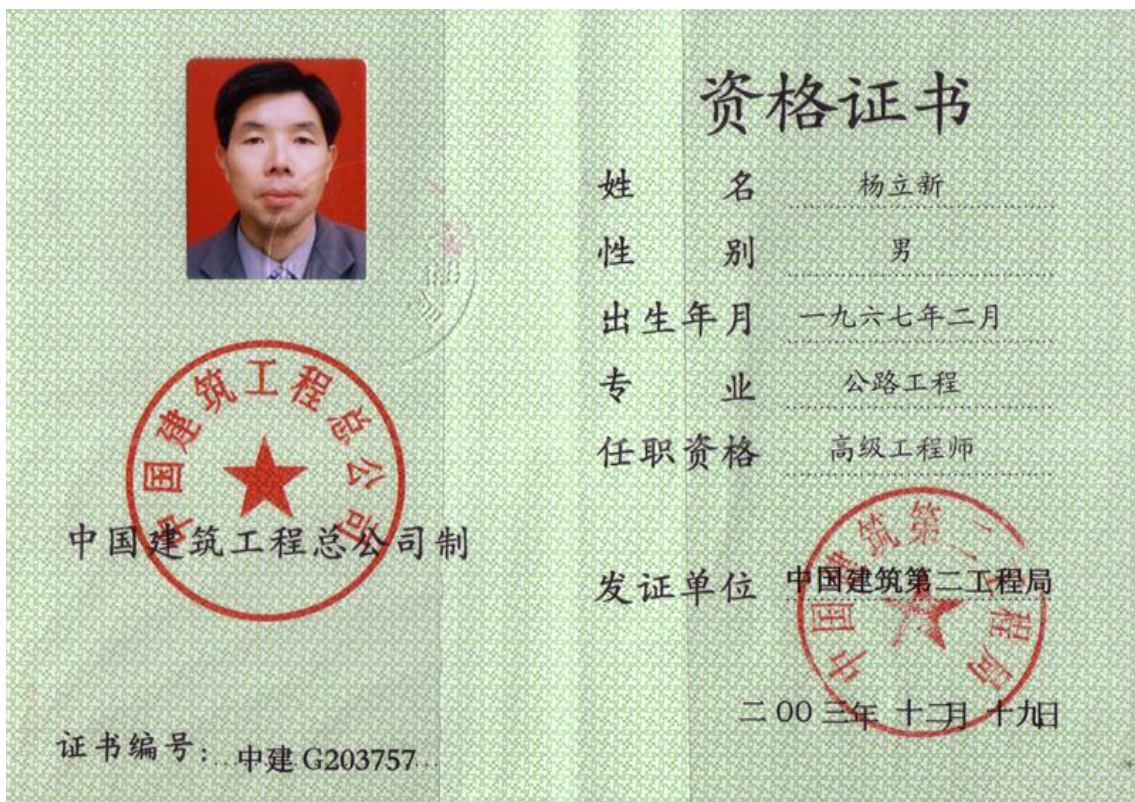 中国建筑工程总公司
中国建筑工程总公司制
证书编号：中建 G203757
资格证书
姓 名 杨立新
性 别 男
出生年月 一九六七年二月
专 业 公路工程
任职资格 高级工程师
发证单位 中国建筑第二工程局
中国建筑第二工程局
二00三年 十二月 十九日